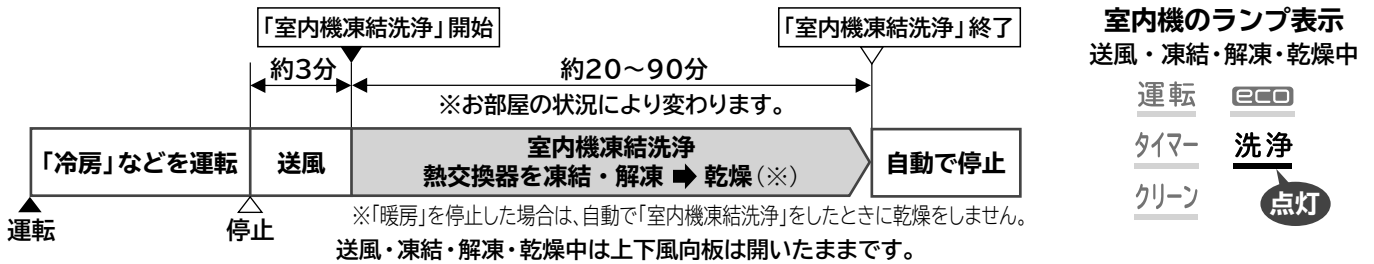 「室内機凍結洗浄」開始
「室内機凍結洗浄」終了
約3分
約20～90分
※お部屋の状況により変わります。
「冷房」などを運転
送風
室内機凍結洗浄
熱交換器を凍結・解凍 ➡ 乾燥(※)
自動で停止
運転
停止
※「暖房」を停止した場合は、自動で「室内機凍結洗浄」をしたときに乾燥をしません。
送風・凍結・解凍・乾燥中は上下風向板は開いたままです。
室内機のランプ表示
送風・凍結・解凍・乾燥中
運転 eco
タイマー 洗浄
クリーン 点灯